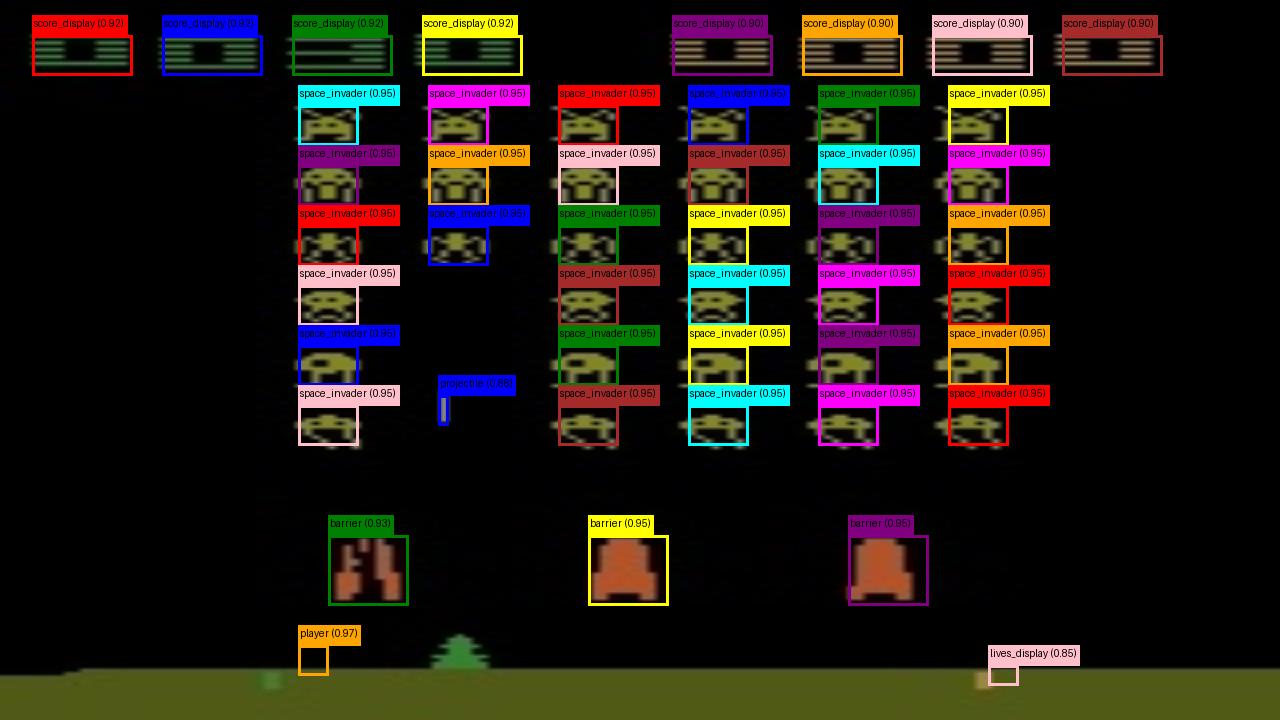 score_display (0.92) score_display (0.92) score_display (0.92) score_display (0.92) score_display (0.90) score_display (0.90) score_display (0.90) score_display (0.90)
space_invader (0.95) space_invader (0.95) space_invader (0.95) space_invader (0.95) space_invader (0.95) space_invader (0.95)
space_invader (0.95) space_invader (0.95) space_invader (0.95) space_invader (0.95) space_invader (0.95) space_invader (0.95)
space_invader (0.95) space_invader (0.95) space_invader (0.95) space_invader (0.95) space_invader (0.95) space_invader (0.95)
space_invader (0.95) space_invader (0.95) space_invader (0.95) space_invader (0.95) space_invader (0.95)
space_invader (0.95) space_invader (0.95) space_invader (0.95) space_invader (0.95) space_invader (0.95)
projectile (0.88)
space_invader (0.95) space_invader (0.95) space_invader (0.95) space_invader (0.95) space_invader (0.95)
barrier (0.93) barrier (0.95) barrier (0.95)
player (0.97)
lives_display (0.85)